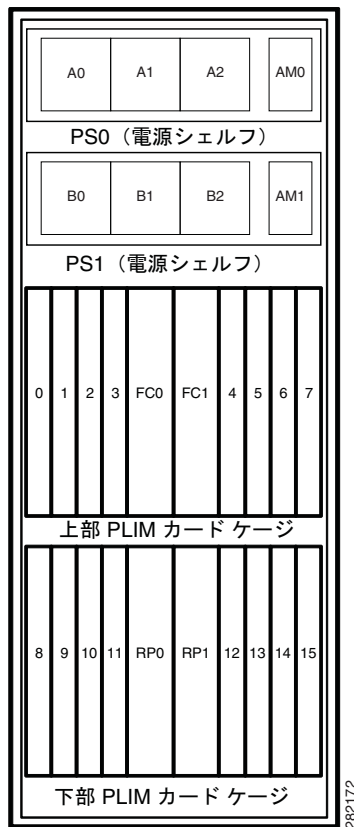 A0 A1 A2 AM0
PS0（電源シェルフ）
B0 B1 B2 AM1
PS1（電源シェルフ）
0 1 2 3 FC0 FC1 4 5 6 7
上部 PLIM カード ケージ
8 9 10 11 RP0 RP1 12 13 14 15
下部 PLIM カード ケージ
282172